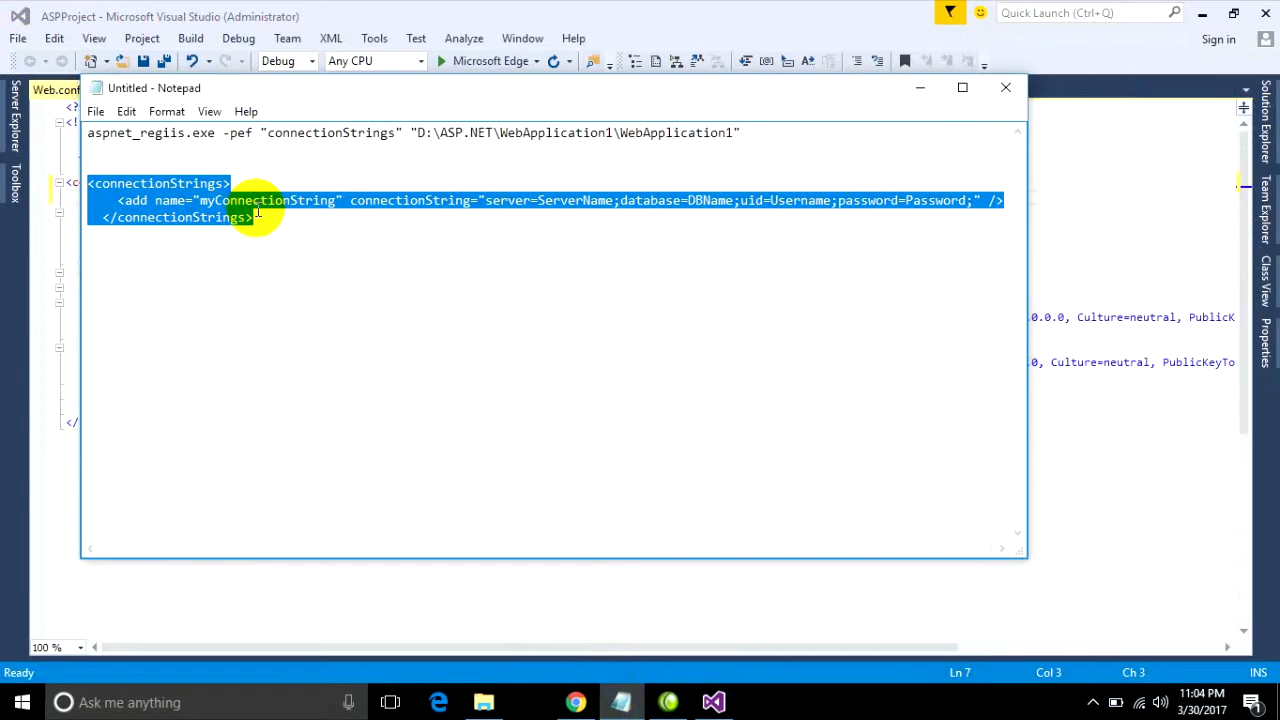 ASPProject - Microsoft Visual Studio (Administrator)
Quick Launch (Ctrl+Q)
File Edit View Project Build Debug Team XML Tools Test Analyze Window Help
Sign in
Debug Any CPU Microsoft Edge
Server Explorer
Toolbox
Web.conf
<?
<!
<co
</
Untitled - Notepad
File Edit Format View Help
aspnet_regiis.exe -pef "connectionStrings" "D:\ASP.NET\WebApplication1\WebApplication1"
<connectionStrings>
<add name="myConnectionString" connectionString="server=ServerName;database=DBName;uid=Username;password=Password;" />
</connectionStrings>
.0.0.0, Culture=neutral, PublicK
0, Culture=neutral, PublicKeyTo
Solution Explorer
Team Explorer
Class View
Properties
100 %
Ready
Ln 7 Col 3 Ch 3 INS
Ask me anything
11:04 PM
3/30/2017
1